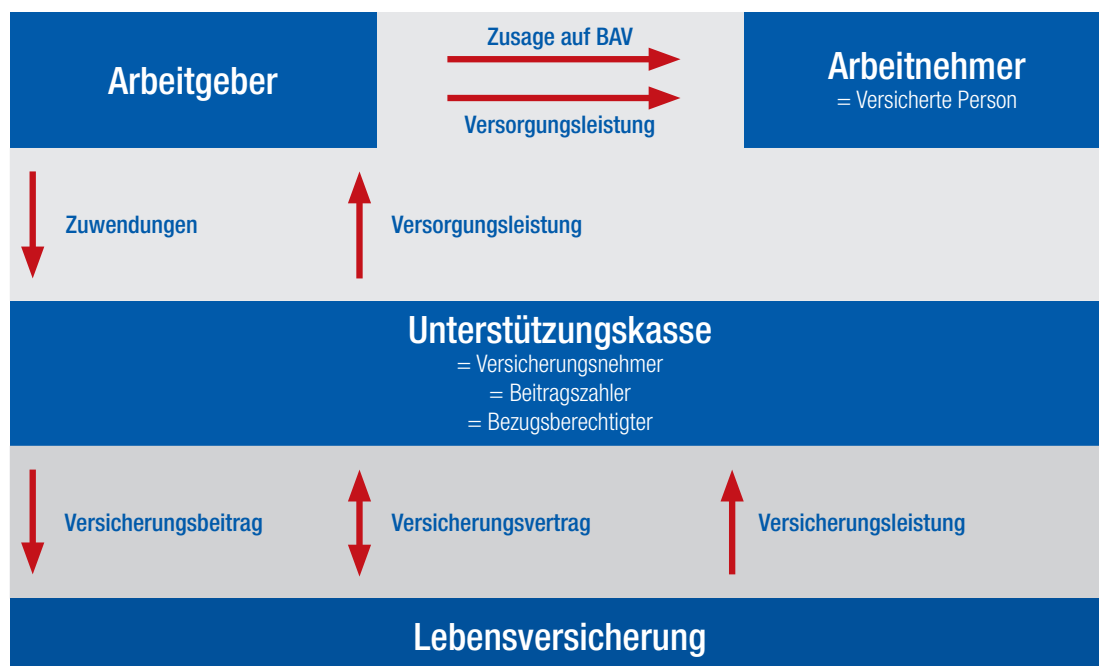 Arbeitgeber
Zusage auf BAV
Versorgungsleistung
Arbeitnehmer
= Versicherte Person
Zuwendungen
Versorgungsleistung
Unterstützungskasse
= Versicherungsnehmer
= Beitragszahler
= Bezugsberechtigter
Versicherungsbeitrag
Versicherungsvertrag
Versicherungsleistung
Lebensversicherung